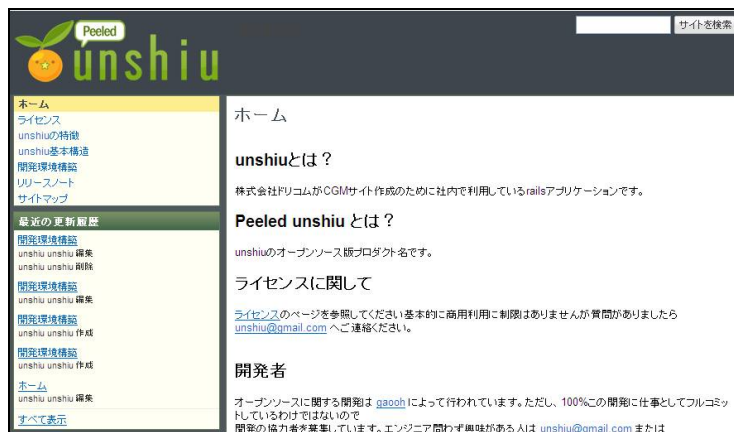 Peeled
unshiu
サイトを検索
ホーム
ライセンス
unshiuの特徴
unshiu基本構造
開発環境構築
リリースノート
サイトマップ
最近の更新履歴
開発環境構築
unshiu unshiu 編集
unshiu unshiu 削除
開発環境構築
unshiu unshiu 編集
開発環境構築
unshiu unshiu 作成
開発環境構築
unshiu unshiu 作成
ホーム
unshiu unshiu 編集
すべて表示
ホーム
unshiuとは？
株式会社ドリコムがCGMサイト作成のために社内で利用しているrailsアプリケーションです。
Peeled unshiu とは？
unshiuのオープンソース版プロダクト名です。
ライセンスに関して
ライセンスのページを参照してください基本的に商用利用に制限はありませんが質問がありましたら
unshiu@gmail.com へご連絡ください。
開発者
オープンソースに関する開発は gaooh によって行われています。ただし、100%この開発に仕事としてフルコミッ
トしているわけではないので
開発の協力者を募集しています。エンジニア問わず興味がある人は unshiu@gmail.com または